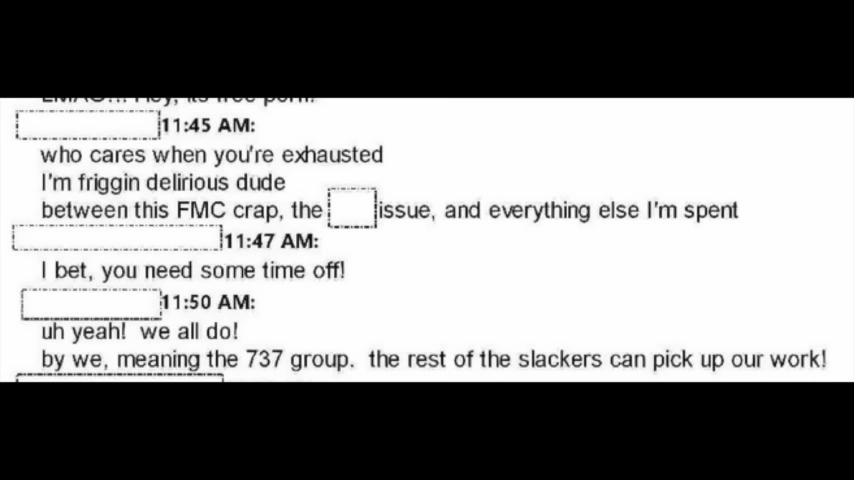 11:45 AM:
who cares when you're exhausted
I'm friggin delirious dude
between this FMC crap, the issue, and everything else I'm spent
11:47 AM:
I bet, you need some time off!
11:50 AM:
uh yeah!  we all do!
by we, meaning the 737 group.  the rest of the slackers can pick up our work!